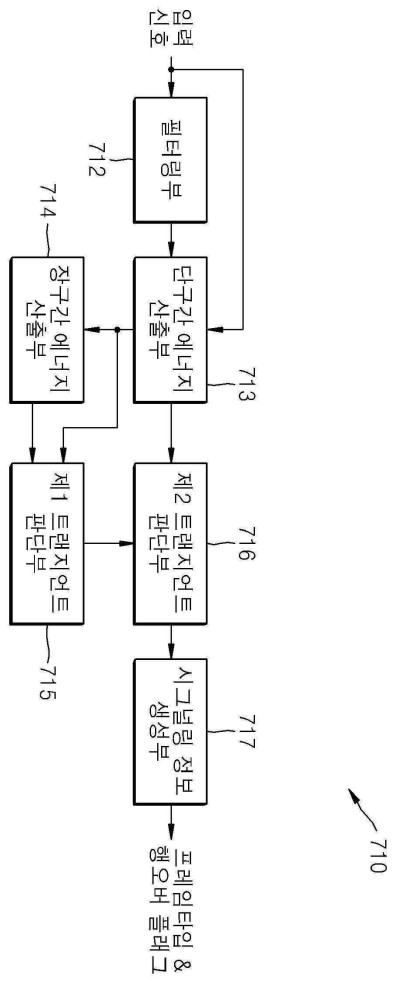 710
입력
신호
필터링부
712
단구간 에너지
산출부
713
제2 트랜지언트
판단부
716
시그널링 정보
생성부
717
프레임타입 &
행오버 플래그
장구간 에너지
산출부
714
제1 트랜지언트
판단부
715